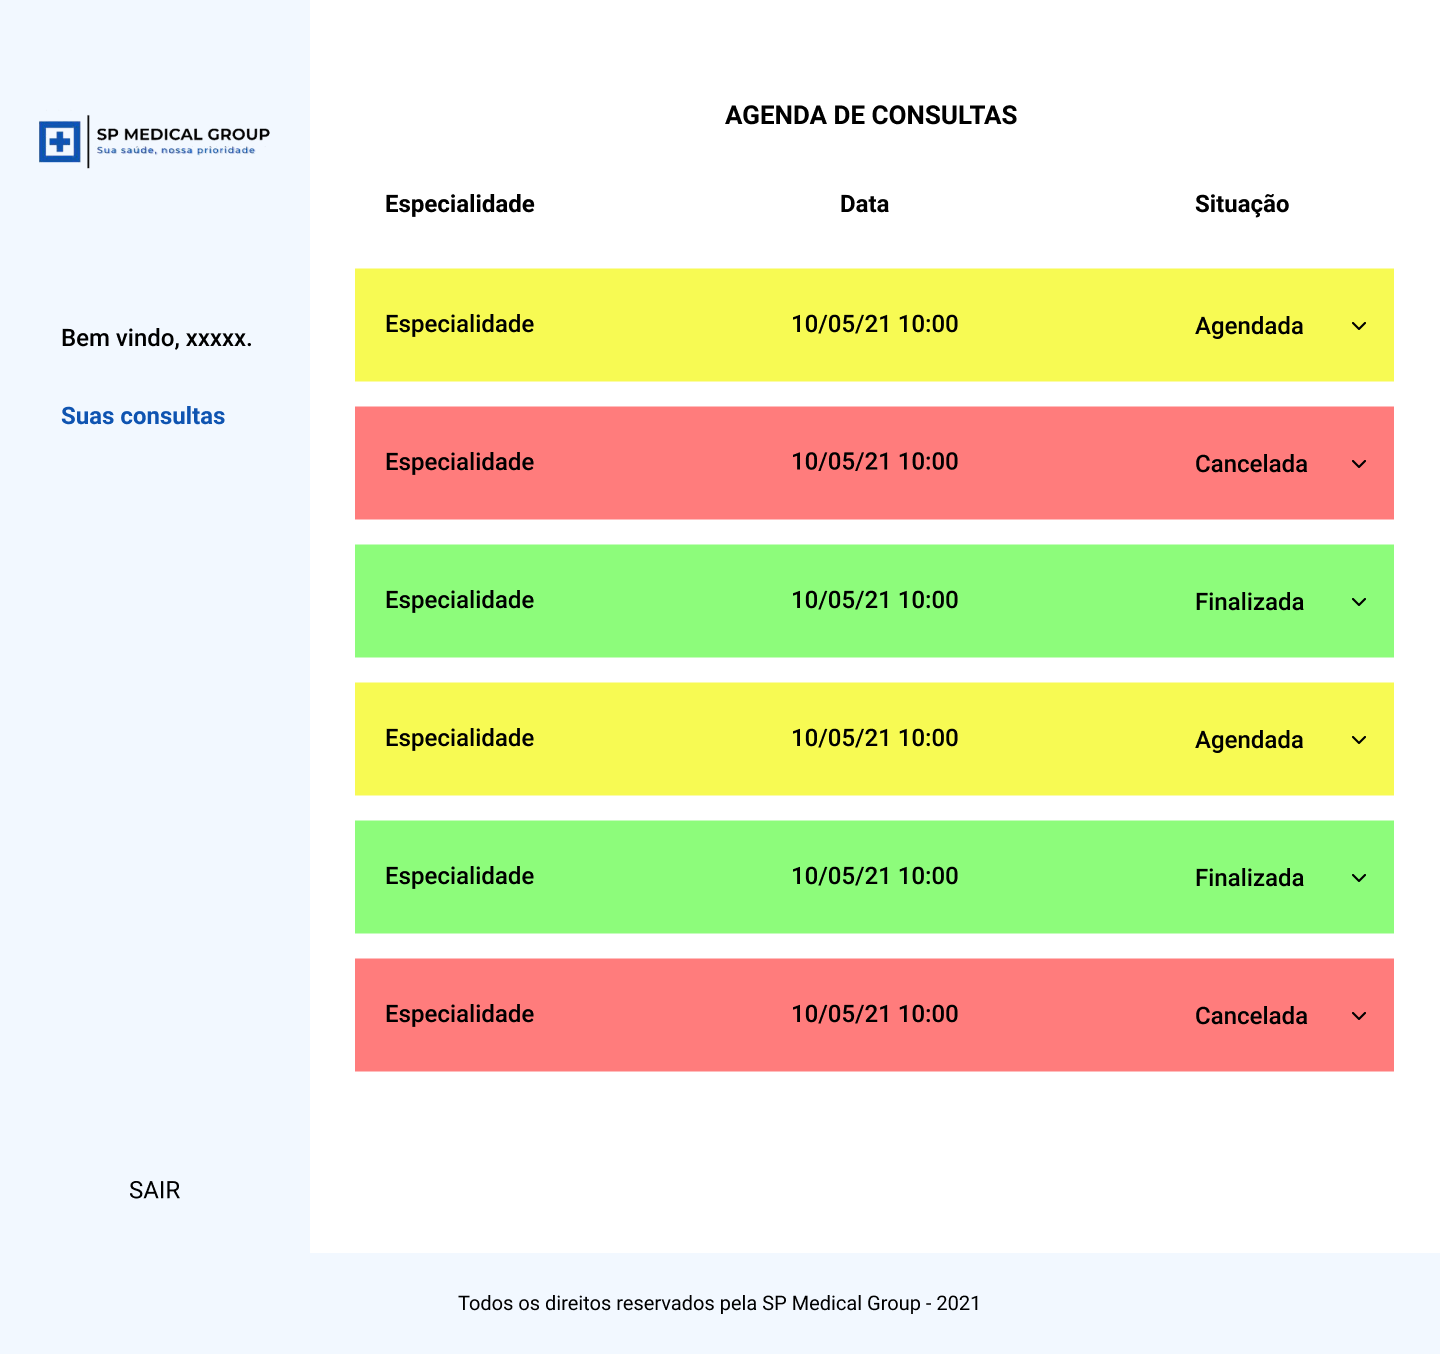 SP MEDICAL GROUP
Sua saúde, nossa prioridade
Bem vindo, xxxxx.
Suas consultas
SAIR
AGENDA DE CONSULTAS
Especialidade Data Situação
Especialidade 10/05/21 10:00 Agendada
Especialidade 10/05/21 10:00 Cancelada
Especialidade 10/05/21 10:00 Finalizada
Especialidade 10/05/21 10:00 Agendada
Especialidade 10/05/21 10:00 Finalizada
Especialidade 10/05/21 10:00 Cancelada
Todos os direitos reservados pela SP Medical Group - 2021